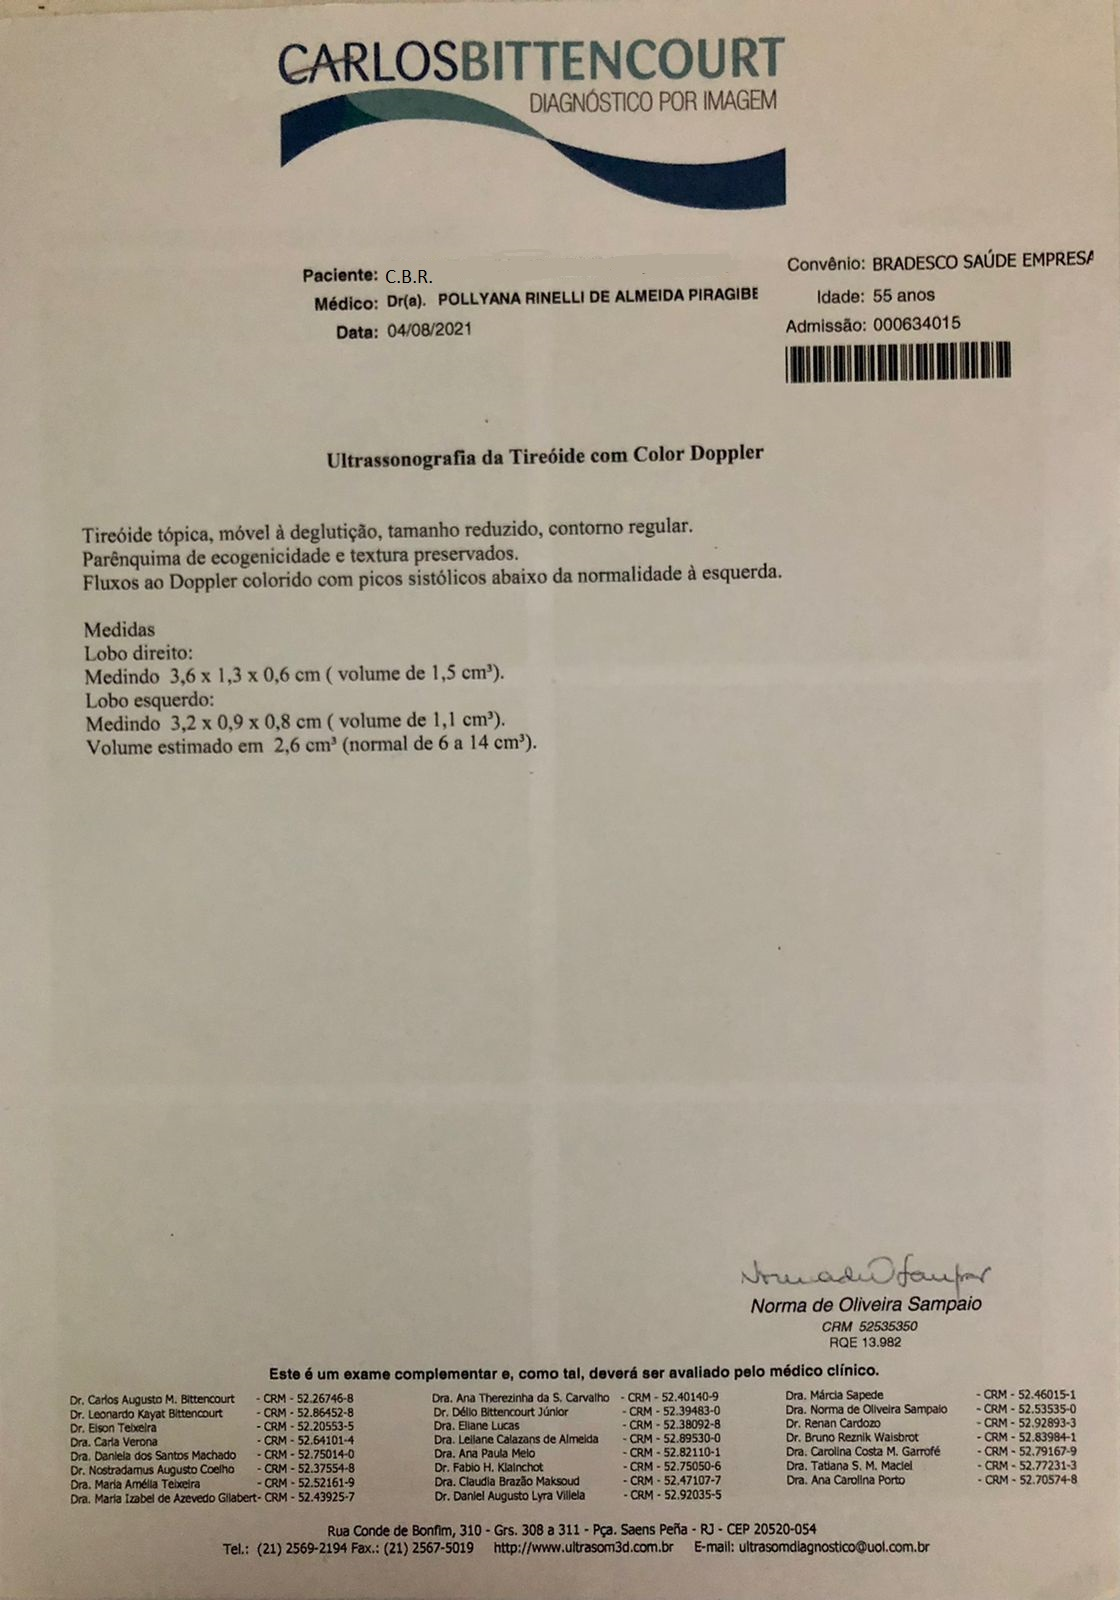 CARLOSBITTENCOURT
DIAGNÓSTICO POR IMAGEM
Paciente: C.B.R.
Médico: Dr(a). POLLYANA RINELLI DE ALMEIDA PIRAGIBE
Data: 04/08/2021
Convênio: BRADESCO SAÚDE EMPRESA
Idade: 55 anos
Admissão: 000634015
Ultrassonografia da Tireóide com Color Doppler
Tireóide tópica, móvel à deglutição, tamanho reduzido, contorno regular.
Parênquima de ecogenicidade e textura preservados.
Fluxos ao Doppler colorido com picos sistólicos abaixo da normalidade à esquerda.
Medidas
Lobo direito:
Medindo 3,6 x 1,3 x 0,6 cm ( volume de 1,5 cm³).
Lobo esquerdo:
Medindo 3,2 x 0,9 x 0,8 cm ( volume de 1,1 cm³).
Volume estimado em 2,6 cm³ (normal de 6 a 14 cm³).
Norma de Oliveira Sampaio
CRM 52535350
RQE 13.982
Este é um exame complementar e, como tal, deverá ser avaliado pelo médico clínico.
Dr. Carlos Augusto M. Bittencourt - CRM - 52.26746-8
Dr. Leonardo Kayat Bittencourt - CRM - 52.86452-8
Dr. Elson Teixeira - CRM - 52.20553-5
Dra. Carla Verona - CRM - 52.64101-4
Dra. Daniela dos Santos Machado - CRM - 52.75014-0
Dr. Nostradamus Augusto Coelho - CRM - 52.37554-8
Dra. Maria Amélia Teixeira - CRM - 52.52161-9
Dra. Maria Izabel de Azevedo Gilabert- CRM - 52.43925-7
Dra. Ana Therezinha da S. Carvalho - CRM - 52.40140-9
Dr. Délio Bittencourt Júnior - CRM - 52.39483-0
Dra. Eliane Lucas - CRM - 52.38092-8
Dra. Leilane Calazans de Almeida - CRM - 52.89530-0
Dra. Ana Paula Melo - CRM - 52.82110-1
Dr. Fabio H. Klainchot - CRM - 52.75050-6
Dra. Claudia Brazão Maksoud - CRM - 52.47107-7
Dr. Daniel Augusto Lyra Villela - CRM - 52.92035-5
Dra. Márcia Sapede - CRM - 52.46015-1
Dra. Norma de Oliveira Sampaio - CRM - 52.53535-0
Dr. Renan Cardozo - CRM - 52.92893-3
Dr. Bruno Reznik Waisbrot - CRM - 52.83984-1
Dra. Carolina Costa M. Garrofé - CRM - 52.79167-9
Dra. Tatiana S. M. Maciel - CRM - 52.77231-3
Dra. Ana Carolina Porto - CRM - 52.70574-8
Rua Conde de Bonfim, 310 - Grs. 308 a 311 - Pça. Saens Peña - RJ - CEP 20520-054
Tel.: (21) 2569-2194 Fax.: (21) 2567-5019 http://www.ultrasom3d.com.br E-mail: ultrasomdiagnostico@uol.com.br